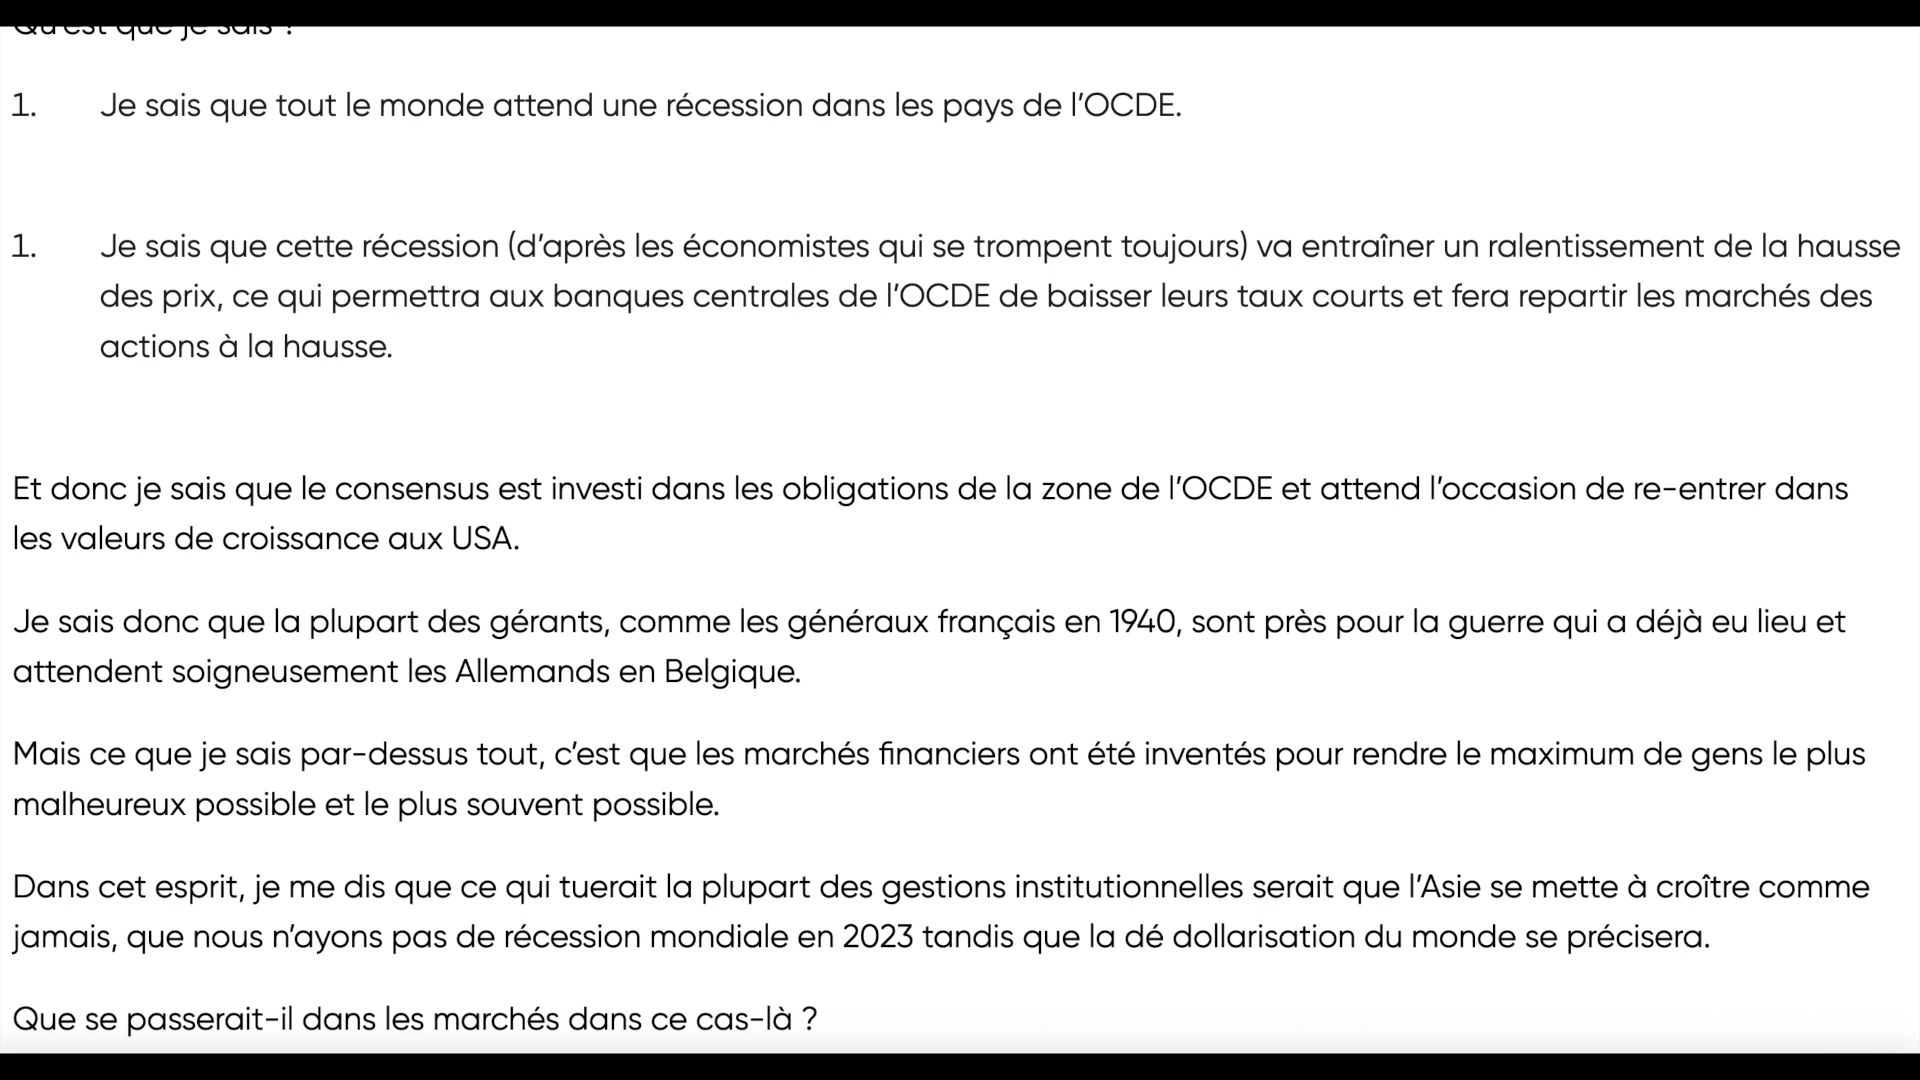 Qu'est que je sais ?
1. Je sais que tout le monde attend une récession dans les pays de l'OCDE.
1. Je sais que cette récession (d'après les économistes qui se trompent toujours) va entraîner un ralentissement de la hausse
des prix, ce qui permettra aux banques centrales de l'OCDE de baisser leurs taux courts et fera repartir les marchés des
actions à la hausse.
Et donc je sais que le consensus est investi dans les obligations de la zone de l'OCDE et attend l'occasion de re-entrer dans
les valeurs de croissance aux USA.
Je sais donc que la plupart des gérants, comme les généraux français en 1940, sont près pour la guerre qui a déjà eu lieu et
attendent soigneusement les Allemands en Belgique.
Mais ce que je sais par-dessus tout, c'est que les marchés financiers ont été inventés pour rendre le maximum de gens le plus
malheureux possible et le plus souvent possible.
Dans cet esprit, je me dis que ce qui tuerait la plupart des gestions institutionnelles serait que l'Asie se mette à croître comme
jamais, que nous n'ayons pas de récession mondiale en 2023 tandis que la dé dollarisation du monde se précisera.
Que se passerait-il dans les marchés dans ce cas-là ?